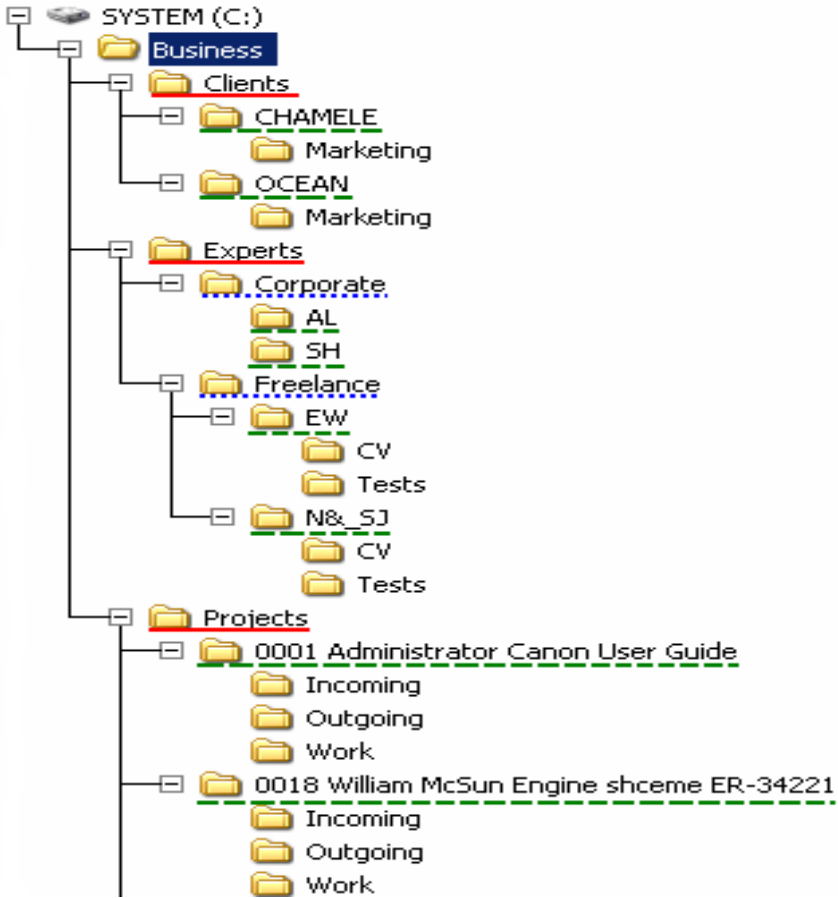 SYSTEM (C:)
Business
Clients
CHAMELE
Marketing
OCEAN
Marketing
Experts
Corporate
AL
SH
Freelance
EW
CV
Tests
N&_SJ
CV
Tests
Projects
0001 Administrator Canon User Guide
Incoming
Outgoing
Work
0018 William McSun Engine shceme ER-34221
Incoming
Outgoing
Work